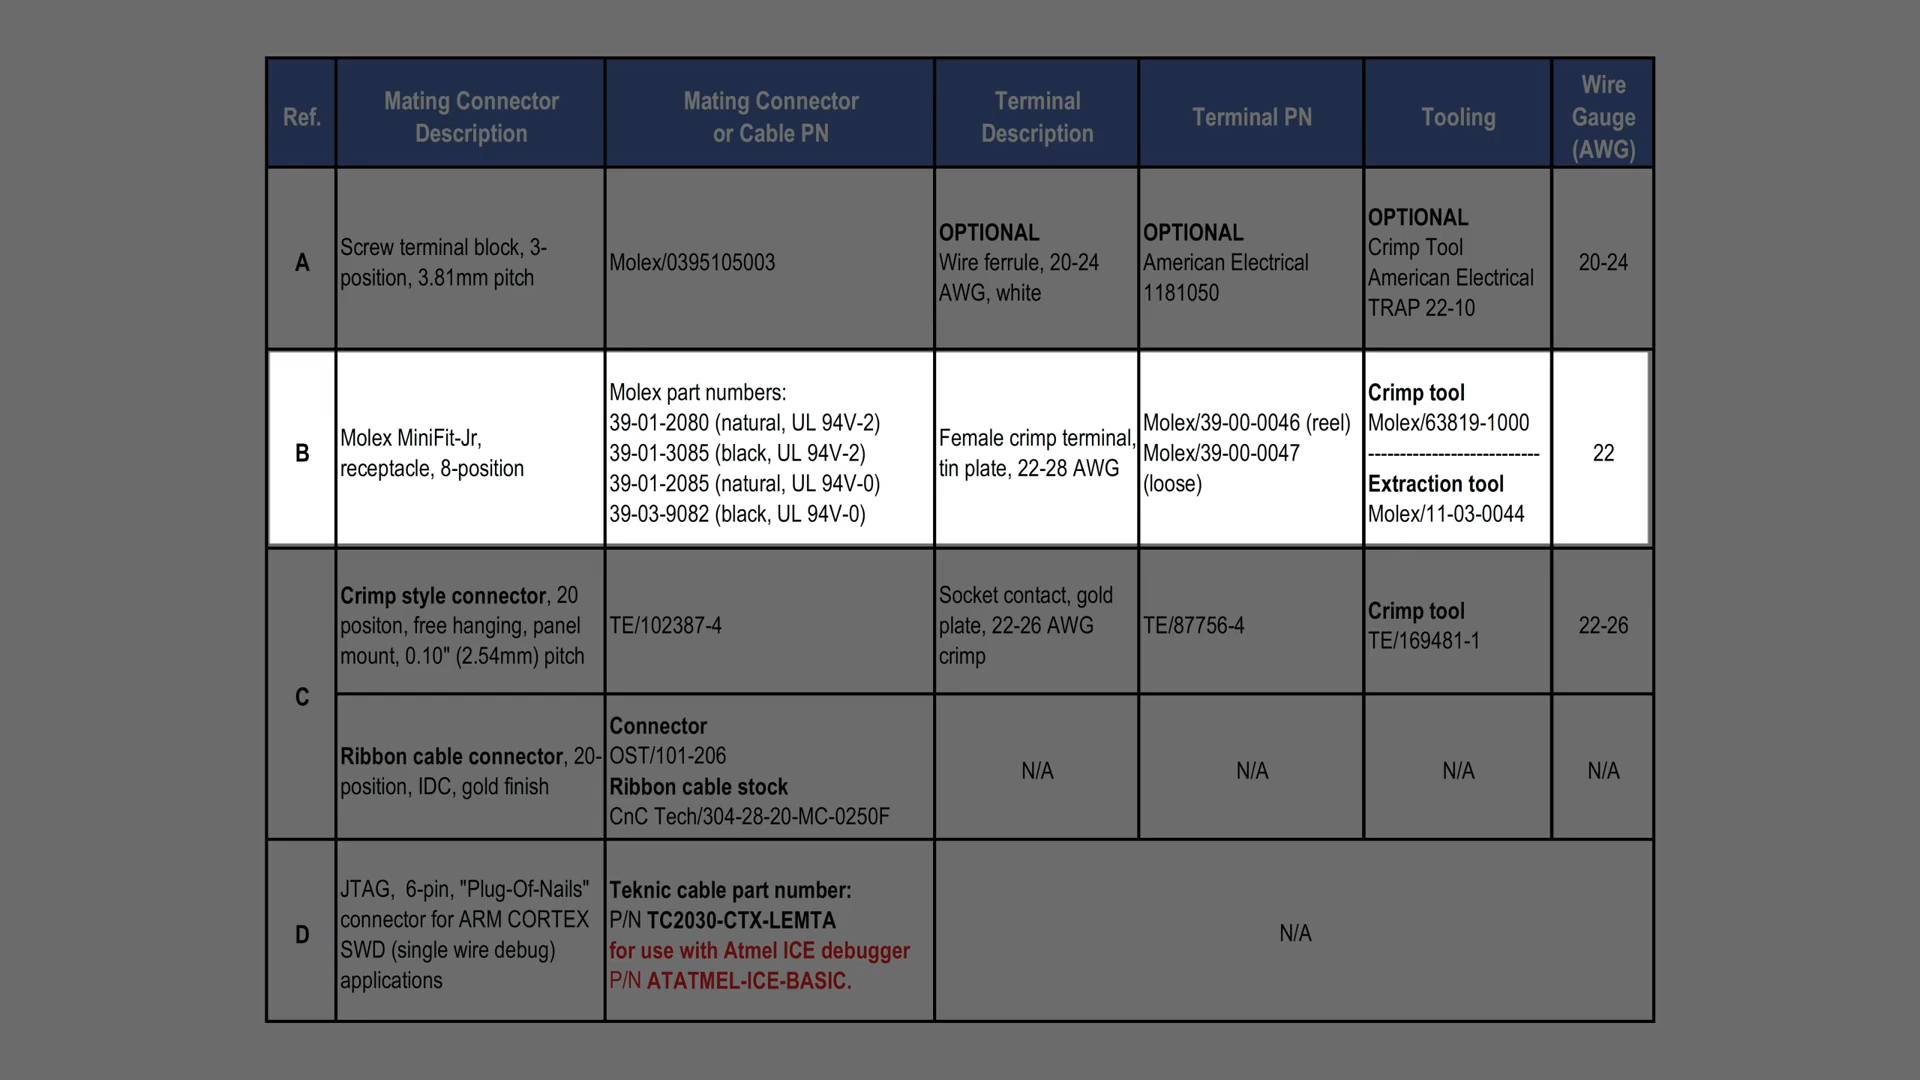 Ref.
Mating Connector
Description
Mating Connector
or Cable PN
Terminal
Description
Terminal PN
Tooling
Wire
Gauge
(AWG)
A
Screw terminal block, 3-
position, 3.81mm pitch
Molex/0395105003
OPTIONAL
Wire ferrule, 20-24
AWG, white
OPTIONAL
American Electrical
1181050
OPTIONAL
Crimp Tool
American Electrical
TRAP 22-10
20-24
B
Molex MiniFit-Jr,
receptacle, 8-position
Molex part numbers:
39-01-2080 (natural, UL 94V-2)
39-01-3085 (black, UL 94V-2)
39-01-2085 (natural, UL 94V-0)
39-03-9082 (black, UL 94V-0)
Female crimp terminal,
tin plate, 22-28 AWG
Molex/39-00-0046 (reel)
Molex/39-00-0047
(loose)
Crimp tool
Molex/63819-1000
---------------------------
Extraction tool
Molex/11-03-0044
22
C
Crimp style connector, 20
positon, free hanging, panel
mount, 0.10" (2.54mm) pitch
TE/102387-4
Socket contact, gold
plate, 22-26 AWG
crimp
TE/87756-4
Crimp tool
TE/169481-1
22-26
Ribbon cable connector, 20-
position, IDC, gold finish
Connector
OST/101-206
Ribbon cable stock
CnC Tech/304-28-20-MC-0250F
N/A
N/A
N/A
N/A
D
JTAG, 6-pin, "Plug-Of-Nails"
connector for ARM CORTEX
SWD (single wire debug)
applications
Teknic cable part number:
P/N TC2030-CTX-LEMTA
for use with Atmel ICE debugger
P/N ATATMEL-ICE-BASIC.
N/A